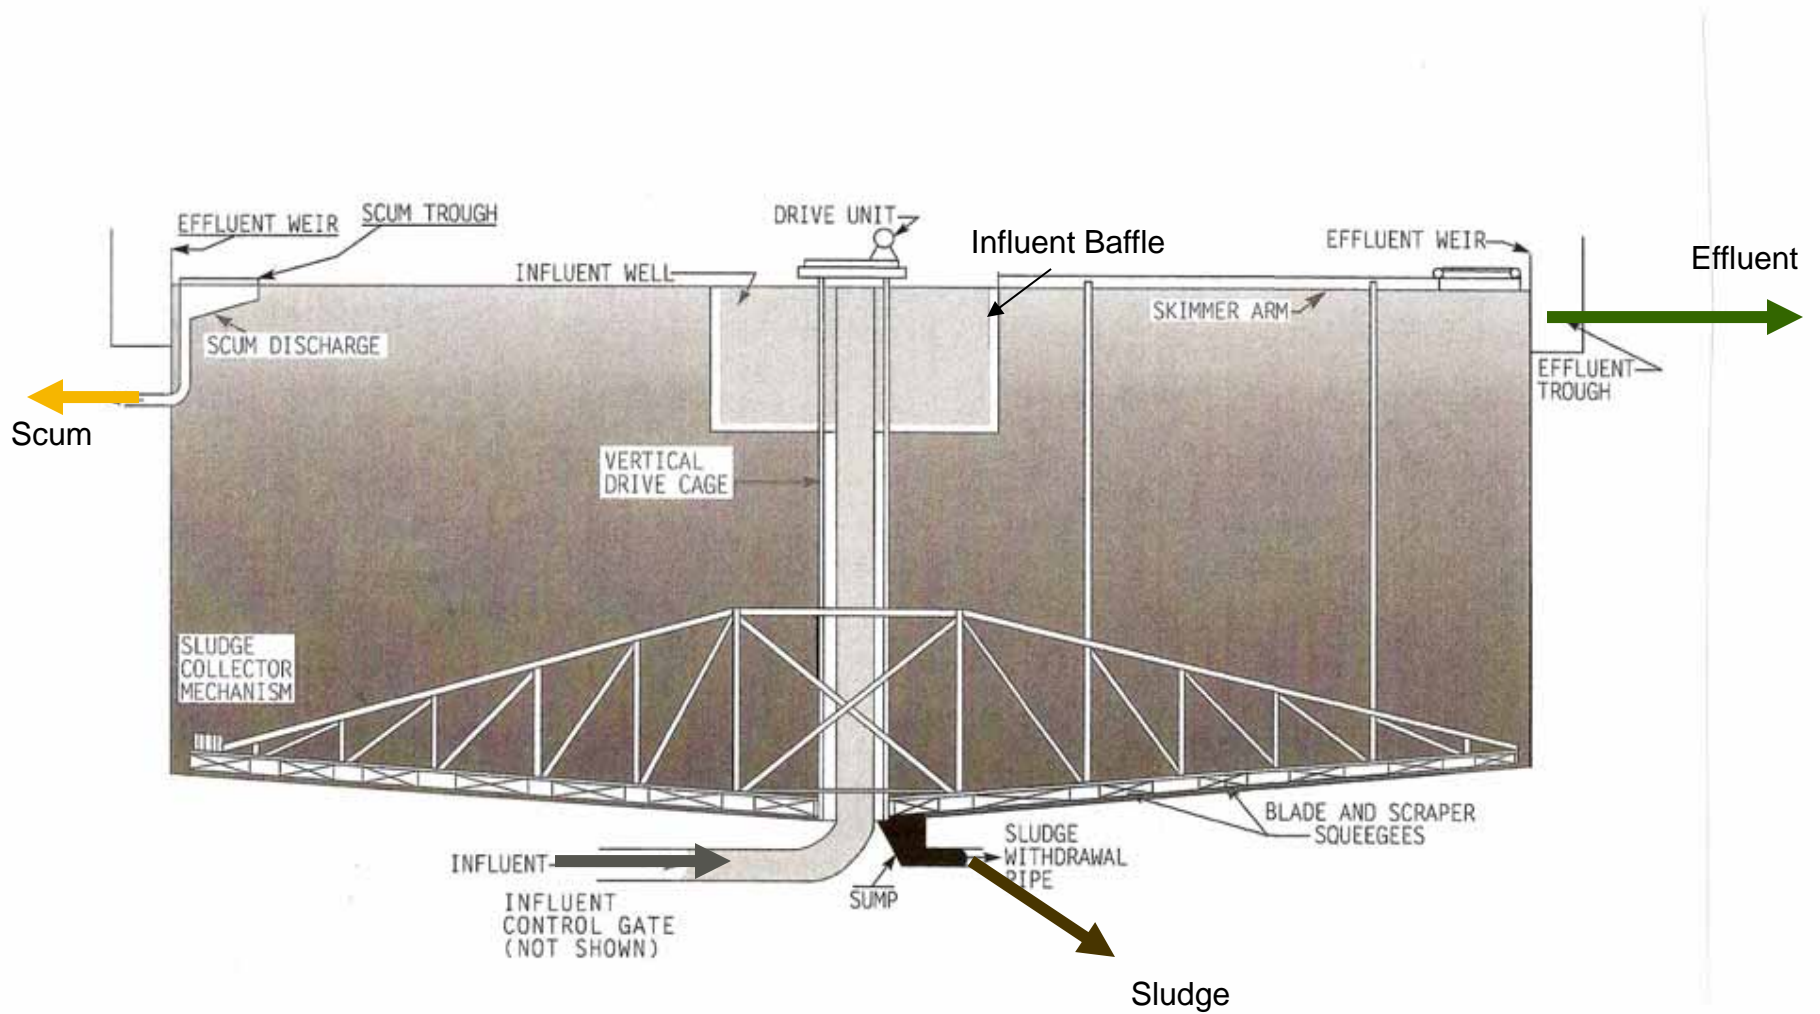 EFFLUENT WEIR
SCUM TROUGH
DRIVE UNIT
Influent Baffle
EFFLUENT WEIR
Effluent
INFLUENT WELL
SKIMMER ARM
SCUM DISCHARGE
EFFLUENT
TROUGH
Scum
VERTICAL
DRIVE CAGE
SLUDGE
COLLECTOR
MECHANISM
BLADE AND SCRAPER
SQUEEGEES
SLUDGE
WITHDRAWAL
PIPE
INFLUENT
SUMP
INFLUENT
CONTROL GATE
(NOT SHOWN)
Sludge